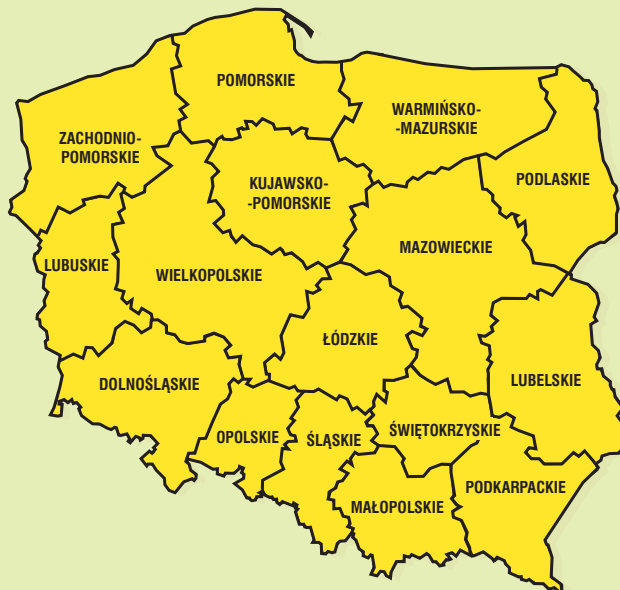 POMORSKIE
WARMIŃSKO-
-MAZURSKIE
ZACHODNIO-
POMORSKIE
KUJAWSKO-
-POMORSKIE
PODLASKIE
MAZOWIECKIE
LUBUSKIE
WIELKOPOLSKIE
ŁÓDZKIE
DOLNOŚLĄSKIE
LUBELSKIE
OPOLSKIE
ŚLĄSKIE
ŚWIĘTOKRZYSKIE
MAŁOPOLSKIE
PODKARPACKIE